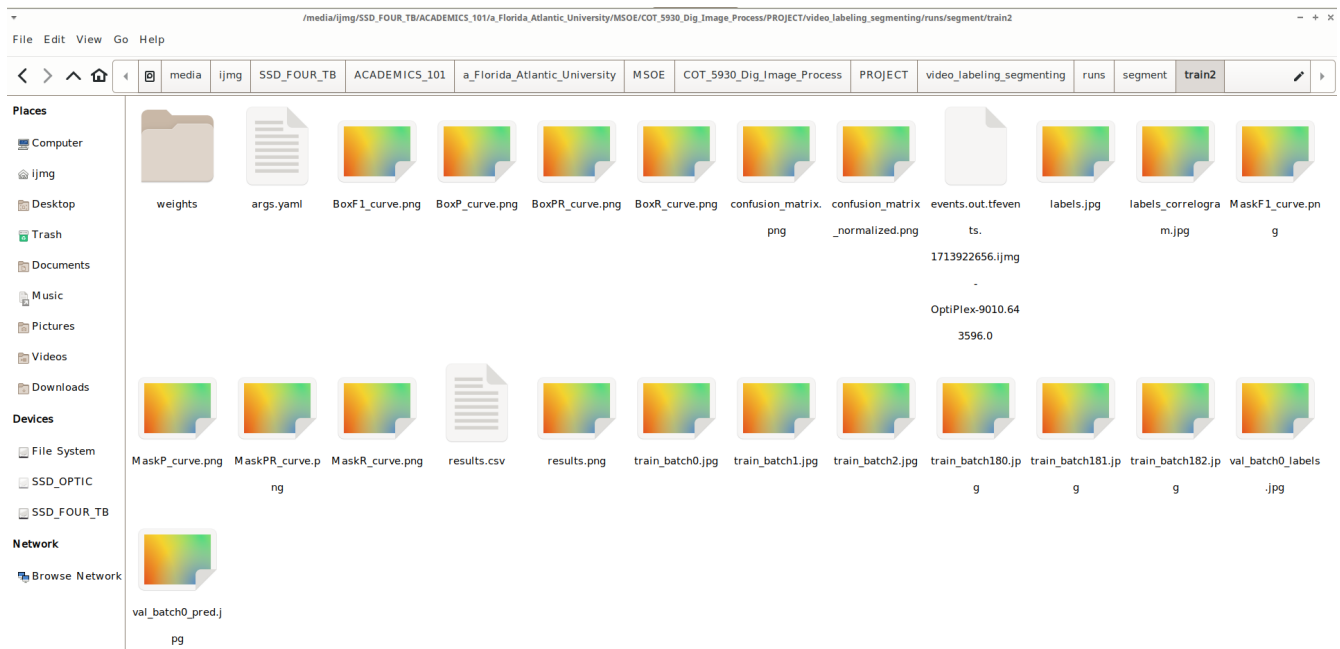 /media/ijmg/SSD_FOUR_TB/ACADEMICS_101/a_Florida_Atlantic_University/MSOE/COT_5930_Dig_Image_Process/PROJECT/video_labeling_segmenting/runs/segment/train2
File Edit View Go Help
media ijmg SSD_FOUR_TB ACADEMICS_101 a_Florida_Atlantic_University MSOE COT_5930_Dig_Image_Process PROJECT video_labeling_segmenting runs segment train2
Places
Computer
ijmg
Desktop
Trash
Documents
Music
Pictures
Videos
Downloads
Devices
File System
SSD_OPTIC
SSD_FOUR_TB
Network
Browse Network
weights
args.yaml
BoxF1_curve.png
BoxP_curve.png
BoxPR_curve.png
BoxR_curve.png
confusion_matrix.
png
confusion_matrix
_normalized.png
events.out.tfeven
ts.
1713922656.ijmg
-
OptiPlex-9010.64
3596.0
labels.jpg
labels_correlogra
m.jpg
MaskF1_curve.pn
g
MaskP_curve.png
MaskPR_curve.p
ng
MaskR_curve.png
results.csv
results.png
train_batch0.jpg
train_batch1.jpg
train_batch2.jpg
train_batch180.jp
g
train_batch181.jp
g
train_batch182.jp
g
val_batch0_labels
.jpg
val_batch0_pred.j
pg